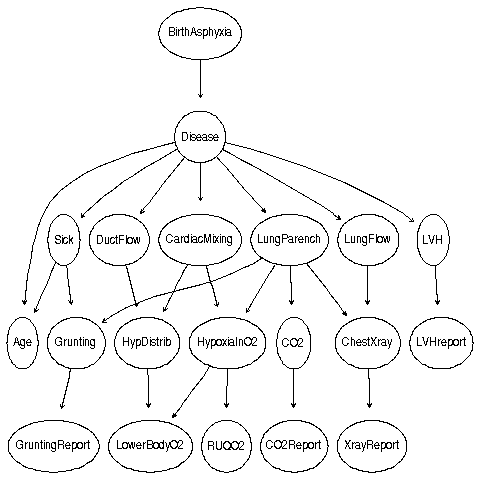 BirthAsphyxia
Disease
Sick DuctFlow CardiacMixing LungParench LungFlow LVH
Age Grunting HypDistrib HypoxiaInO2 CO2 ChestXray LVHreport
GruntingReport LowerBodyO2 RUQO2 CO2Report XrayReport